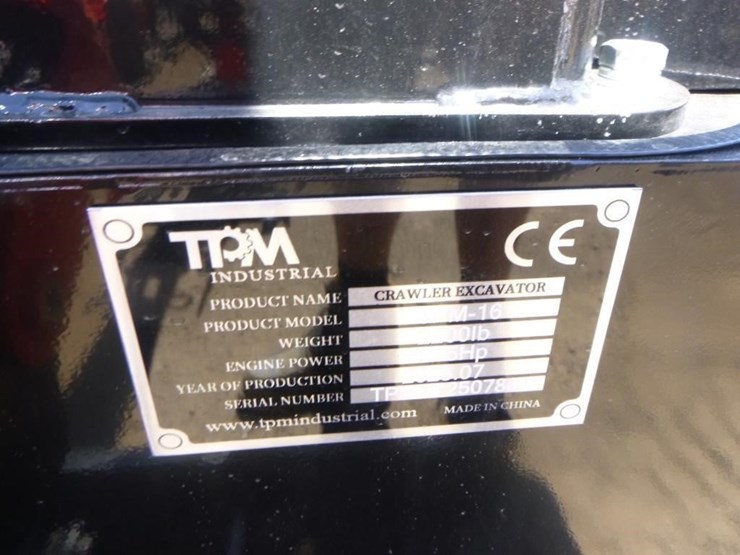 TPM CE
INDUSTRIAL
PRODUCT NAME CRAWLER EXCAVATOR
PRODUCT MODEL
WEIGHT
ENGINE POWER
YEAR OF PRODUCTION
SERIAL NUMBER
www.tpmindustrial.com MADE IN CHINA